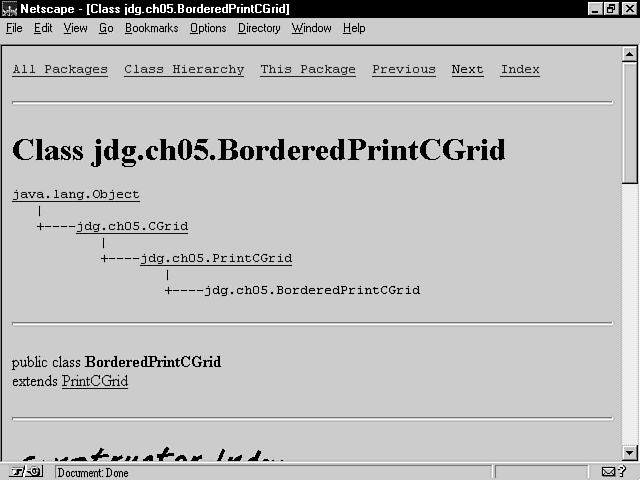 Netscape - [Class jdg.ch05.BorderedPrintCGrid]
File Edit View Go Bookmarks Options Directory Window Help
All Packages Class Hierarchy This Package Previous Next Index
Class jdg.ch05.BorderedPrintCGrid
java.lang.Object
|
+----jdg.ch05.CGrid
|
+----jdg.ch05.PrintCGrid
|
+----jdg.ch05.BorderedPrintCGrid
public class BorderedPrintCGrid
extends PrintCGrid
Constructor Index
Document: Done
?